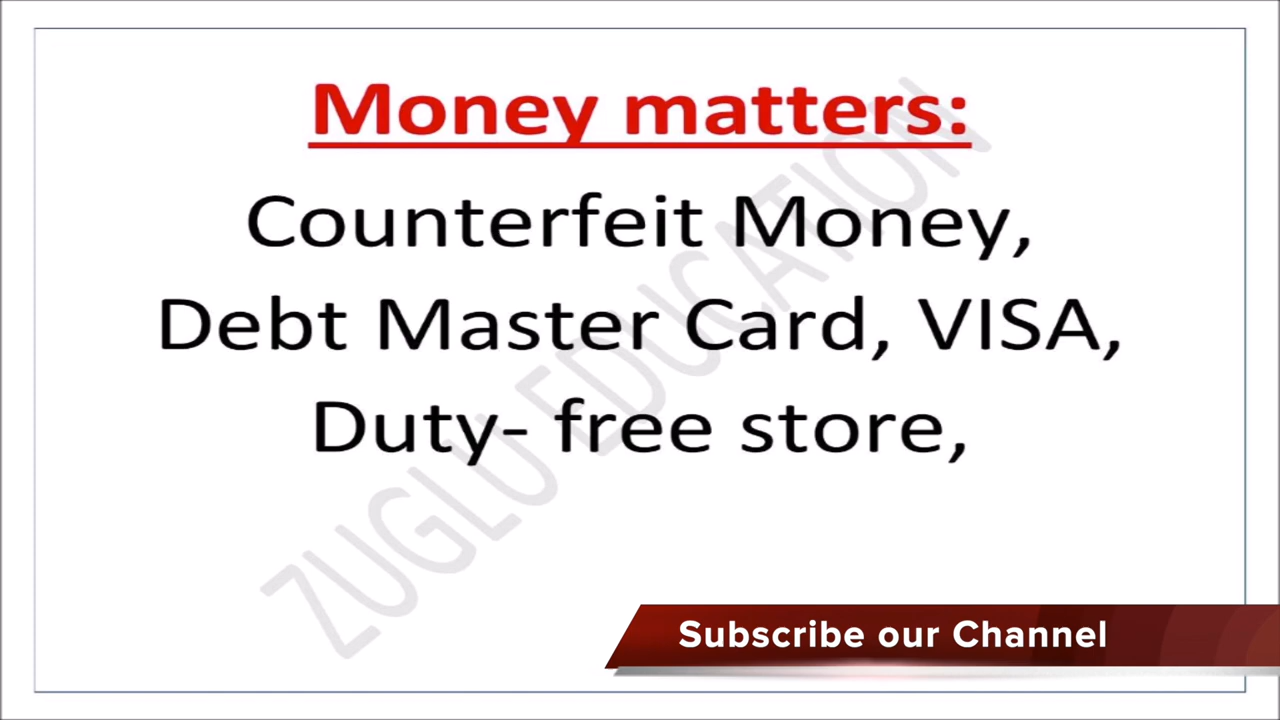 Money matters:
Counterfeit Money,
Debt Master Card, VISA,
Duty- free store,
ZUGLU EDUCATION
Subscribe our Channel